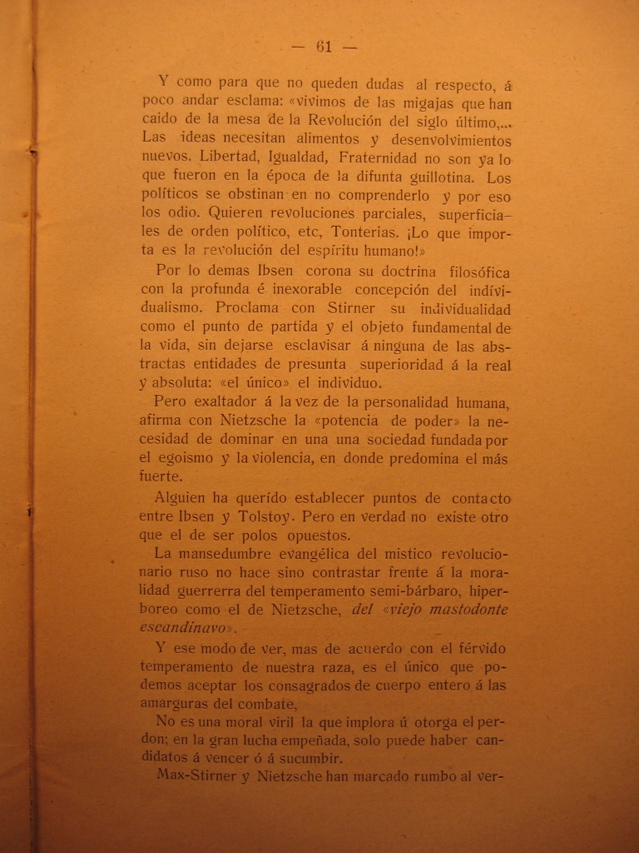 — 61 —
Y como para que no queden dudas al respecto, á
poco andar esclama: «vivimos de las migajas que han
caido de la mesa de la Revolución del siglo último,...
Las ideas necesitan alimentos y desenvolvimientos
nuevos. Libertad, Igualdad, Fraternidad no son ya lo
que fueron en la época de la difunta guillotina. Los
políticos se obstinan en no comprenderlo y por eso
los odio. Quieren revoluciones parciales, superficia-
les de orden político, etc, Tonterias. ¡Lo que impor-
ta es la revolución del espíritu humano!»
Por lo demas Ibsen corona su doctrina filosófica
con la profunda é inexorable concepción del indívi-
dualismo. Proclama con Stirner su individualidad
como el punto de partida y el objeto fundamental de
la vida, sin dejarse esclavisar á ninguna de las abs-
tractas entidades de presunta superioridad á la real
y absoluta: «el único» el individuo.
Pero exaltador á la vez de la personalidad humana,
afirma con Nietzsche la «potencia de poder» la ne-
cesidad de dominar en una una sociedad fundada por
el egoismo y la violencia, en donde predomina el más
fuerte.
Alguien ha querído establecer puntos de contacto
entre Ibsen y Tolstoy. Pero en verdad no existe otro
que el de ser polos opuestos.
La mansedumbre evangélica del mistico revolucio-
nario ruso no hace sino contrastar frente á la mora-
lidad guerrerra del temperamento semi-bárbaro, hiper-
boreo como el de Nietzsche, del «viejo mastodonte
escandinavo».
Y ese modo de ver, mas de acuerdo con el férvido
temperamento de nuestra raza, es el único que po-
demos aceptar los consagrados de cuerpo entero á las
amarguras del combate,
No es una moral viril la que implora ú otorga el per-
don; en la gran lucha empeñada, solo puede haber can-
didatos á vencer ó á sucumbir.
Max-Stirner y Nietzsche han marcado rumbo al ver-